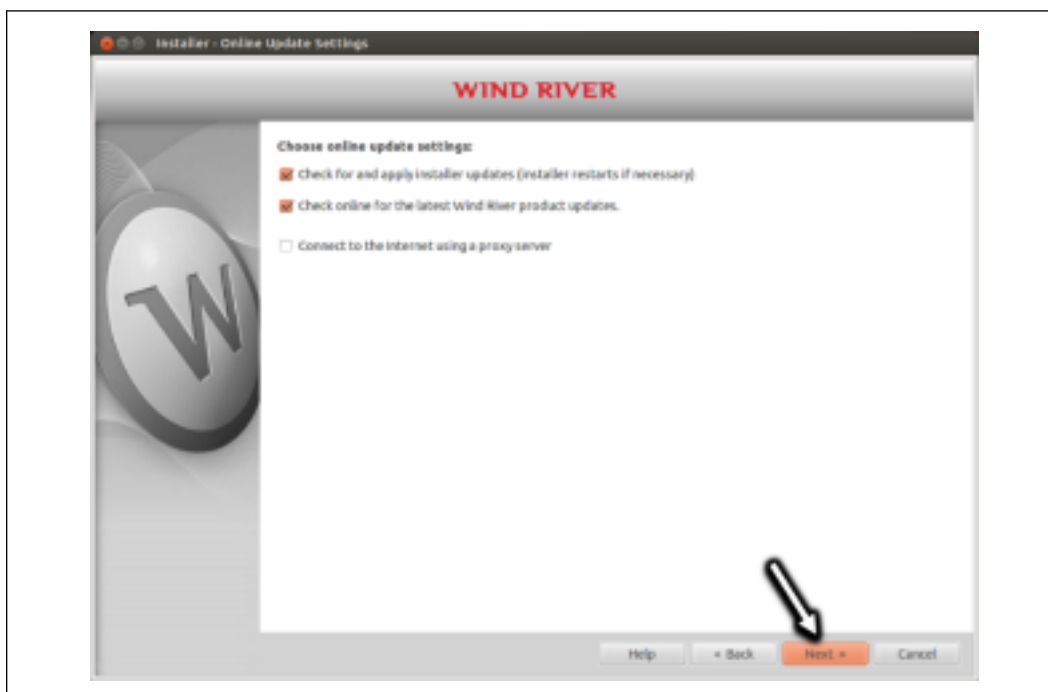 Installer - Online Update Settings
WIND RIVER
Choose online update settings:
Check for and apply installer updates (installer restarts if necessary)
Check online for the latest Wind River product updates.
Connect to the Internet using a proxy server
W
Help < Back Next > Cancel